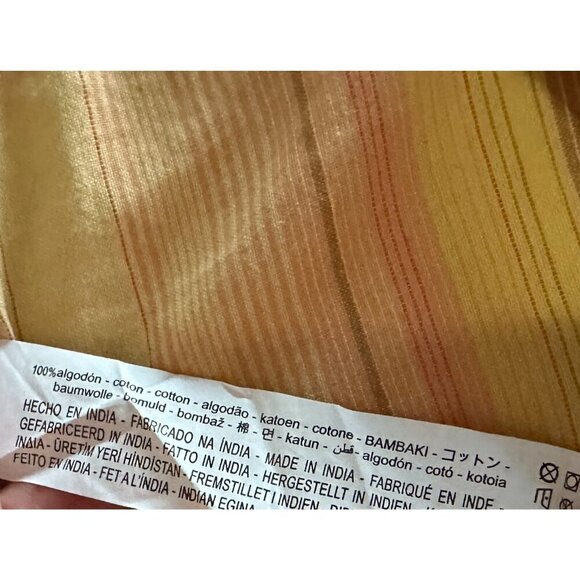 100%algodón - coton - cotton - algodão - katoen - cotone - BAMBAKI - コットン -
baumwolle - bomuld - bombaž - 棉 - 면 - katun - قطن - algodón - cotó - kotoia
HECHO EN INDIA - FABRICADO NA ÍNDIA - MADE IN INDIA - FABRIQUÉ EN INDE -
GEFABRICEERD IN INDIA - FATTO IN INDIA - HERGESTELLT IN INDIEN -
ΙΝΔΙΑ - ÜRETİM YERİ HİNDİSTAN - FREMSTILLET I INDIEN
FEITO EN INDIA - FET A L'ÍNDIA - INDIAN EGINA